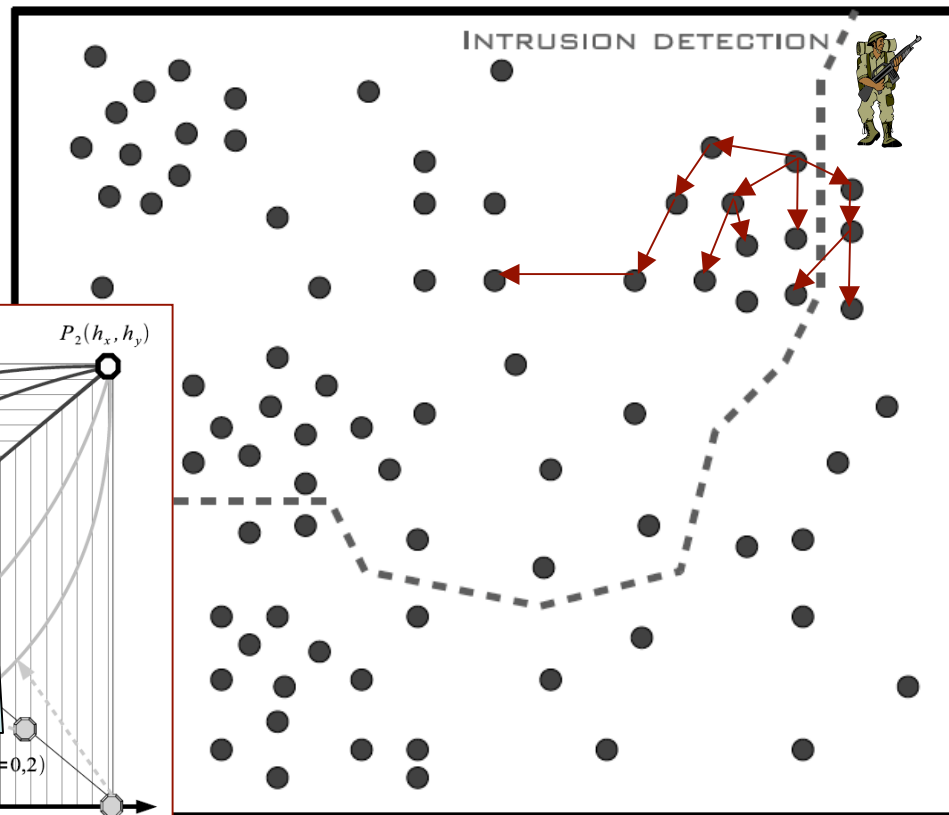 INTRUSION DETECTION
P₂(hₓ,hᵧ)
=0,2)